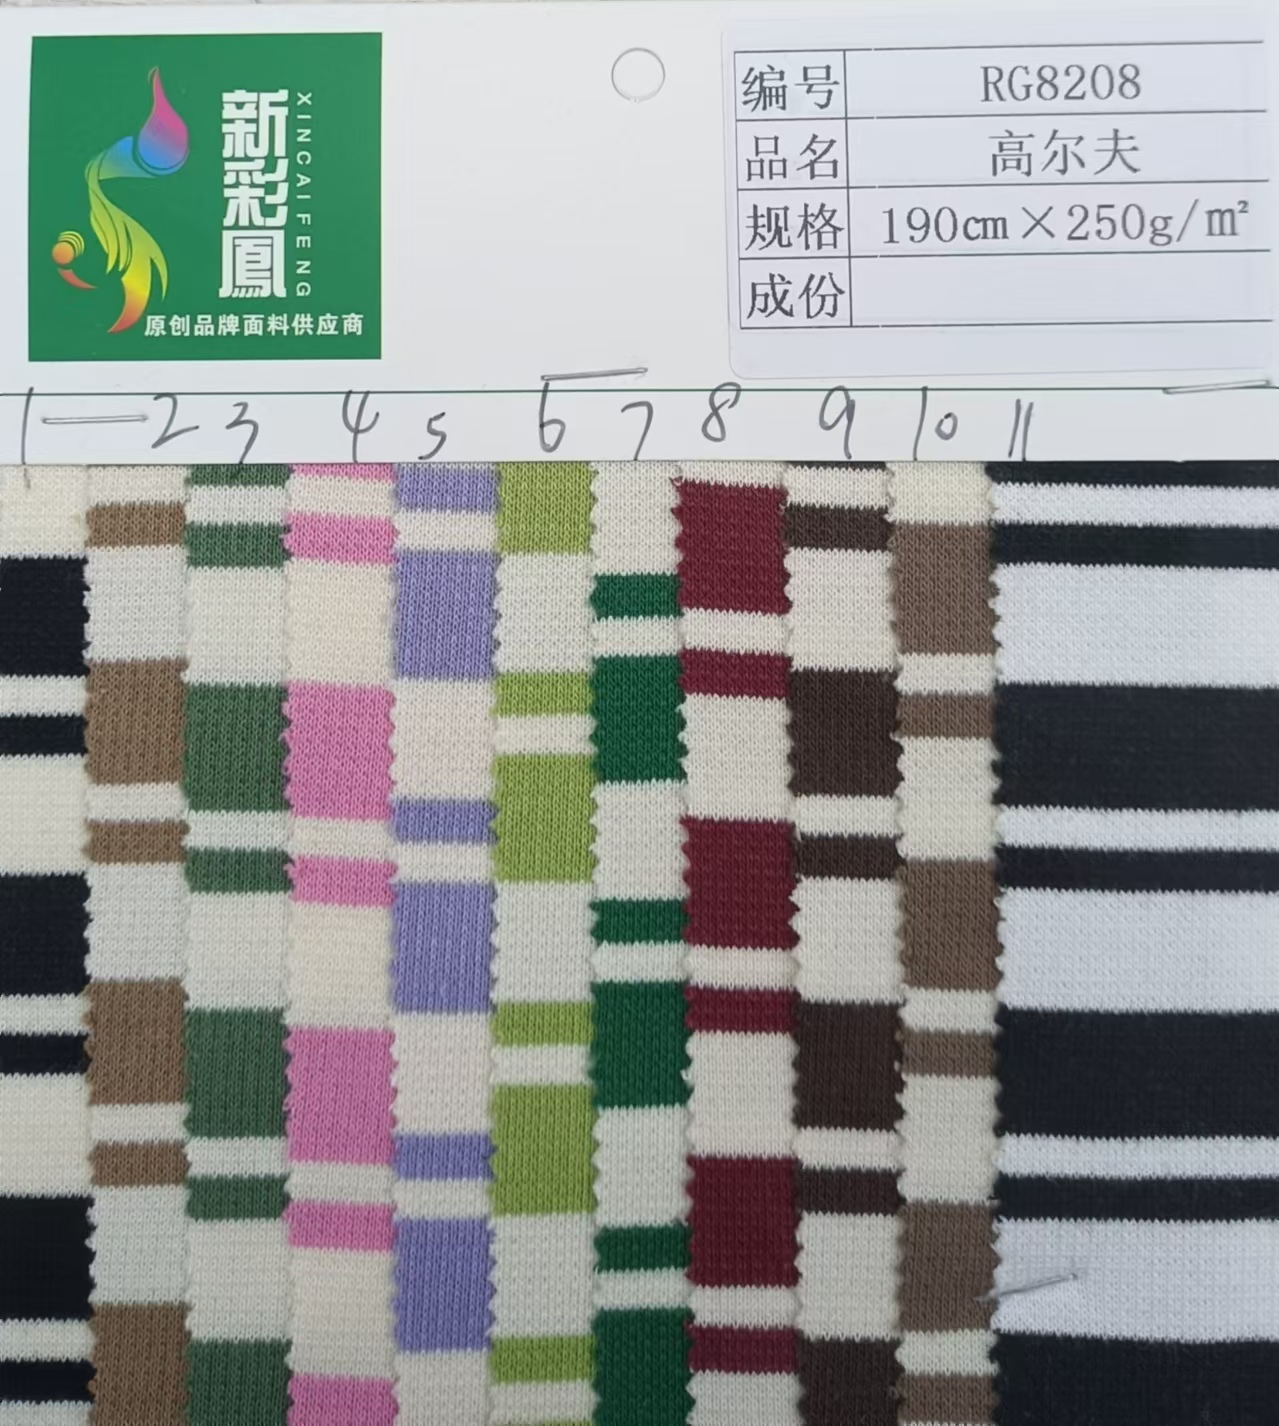 新彩鳳
XINCAIFENG
原创品牌面料供应商
编号 RG8208
品名 高尔夫
规格 190cm×250g/m²
成份
1 2 3 4 5 6 7 8 9 10 11